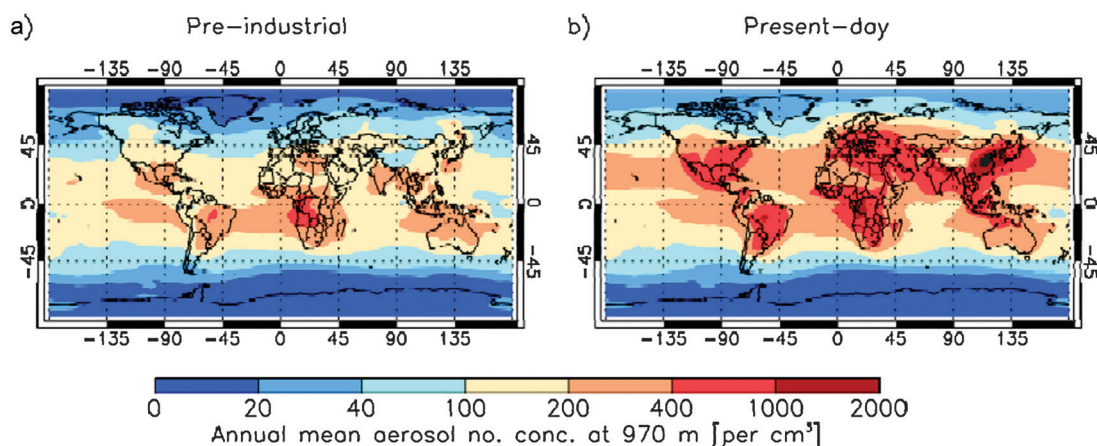 a) Pre-industrial b) Present-day
-135 -90 -45 0 45 90 135 -135 -90 -45 0 45 90 135
45 45 45 45
0 0 0 0
-45 -45 -45 -45
-135 -90 -45 0 45 90 135 -135 -90 -45 0 45 90 135
0 20 40 100 200 400 1000 2000
Annual mean aerosol no. conc. at 970 m [per cm³]